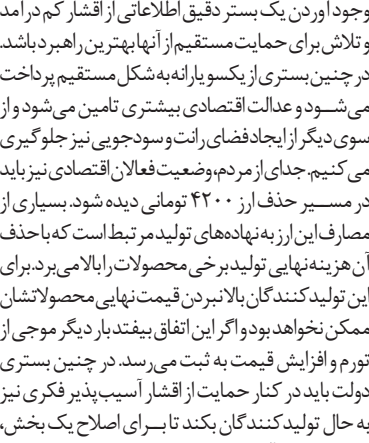 وجود آوردن یک بستر دقیق اطلاعاتی از اقشار کم درآمد
و تلاش برای حمایت مستقیم از آنها بهترین راهبرد باشد.
در چنین بستری از یکسو یارانه به شکل مستقیم پرداخت
می‌شود و عدالت اقتصادی بیشتری تامین می‌شود و از
سوی دیگر از ایجاد فضای رانت و سودجویی نیز جلوگیری
می‌کنیم. جدای از مردم، وضعیت فعالان اقتصادی نیز باید
در مسیر حذف ارز ۴۲۰۰ تومانی دیده شود. بسیاری از
مصارف این ارز به نهاده‌های تولید مرتبط است که با حذف
آن هزینه نهایی تولید برخی محصولات را بالا می‌برد. برای
این تولیدکنندگان بالا نبردن قیمت نهایی محصولاتشان
ممکن نخواهد بود و اگر این اتفاق بیفتد بار دیگر موجی از
تورم و افزایش قیمت به ثبت می‌رسد. در چنین بستری
دولت باید در کنار حمایت از اقشار آسیب‌پذیر فکری نیز
به حال تولیدکنندگان بکند تا برای اصلاح یک بخش،